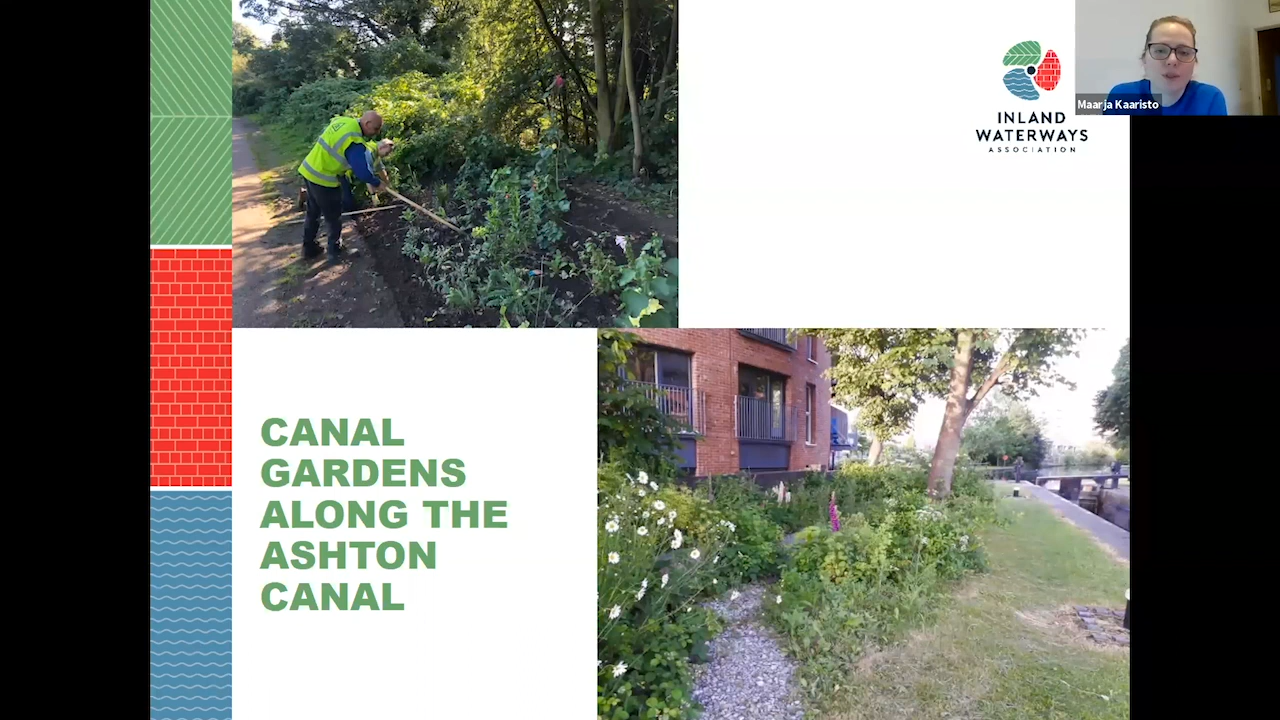 Maarja Kaaristo
INLAND
WATERWAYS
ASSOCIATION
CANAL
GARDENS
ALONG THE
ASHTON
CANAL